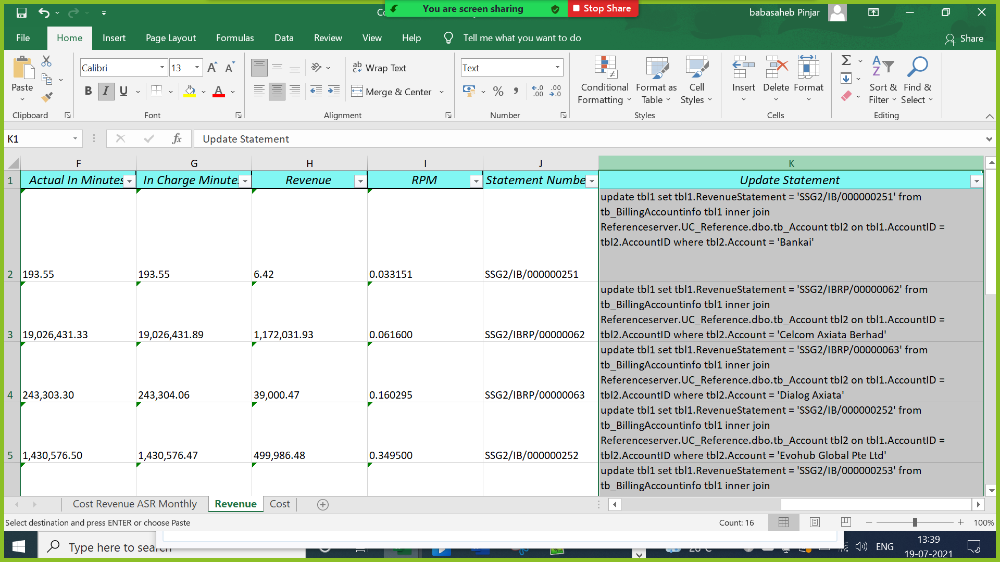 You are screen sharing
Stop Share
babasaheb Pinjar
File Home Insert Page Layout Formulas Data Review View Help Tell me what you want to do Share
Paste
Clipboard
Calibri 13
B I U
Font
Wrap Text
Merge & Center
Alignment
Text
Number
Conditional Formatting
Format as Table
Cell Styles
Styles
Insert Delete Format
Cells
Sort & Filter
Find & Select
Editing
K1 fx Update Statement
F G H I J K
1 Actual In Minutes In Charge Minute Revenue RPM Statement Numbe Update Statement
update tbl1 set tbl1.RevenueStatement = 'SSG2/IB/000000251' from
tb_BillingAccountinfo tbl1 inner join
Referenceserver.UC_Reference.dbo.tb_Account tbl2 on tbl1.AccountID =
tbl2.AccountID where tbl2.Account = 'Bankai'
2 193.55 193.55 6.42 0.033151 SSG2/IB/000000251
update tbl1 set tbl1.RevenueStatement = 'SSG2/IBRP/00000062' from
tb_BillingAccountinfo tbl1 inner join
Referenceserver.UC_Reference.dbo.tb_Account tbl2 on tbl1.AccountID =
3 19,026,431.33 19,026,431.89 1,172,031.93 0.061600 SSG2/IBRP/00000062 tbl2.AccountID where tbl2.Account = 'Celcom Axiata Berhad'
update tbl1 set tbl1.RevenueStatement = 'SSG2/IBRP/00000063' from
tb_BillingAccountinfo tbl1 inner join
Referenceserver.UC_Reference.dbo.tb_Account tbl2 on tbl1.AccountID =
4 243,303.30 243,304.06 39,000.47 0.160295 SSG2/IBRP/00000063 tbl2.AccountID where tbl2.Account = 'Dialog Axiata'
update tbl1 set tbl1.RevenueStatement = 'SSG2/IB/000000252' from
tb_BillingAccountinfo tbl1 inner join
Referenceserver.UC_Reference.dbo.tb_Account tbl2 on tbl1.AccountID =
5 1,430,576.50 1,430,576.47 499,986.48 0.349500 SSG2/IB/000000252 tbl2.AccountID where tbl2.Account = 'Evohub Global Pte Ltd'
update tbl1 set tbl1.RevenueStatement = 'SSG2/IB/000000253' from
tb_BillingAccountinfo tbl1 inner join
Cost Revenue ASR Monthly Revenue Cost
Select destination and press ENTER or choose Paste Count: 16 100%
Type here to search
ENG
13:39
19-07-2021